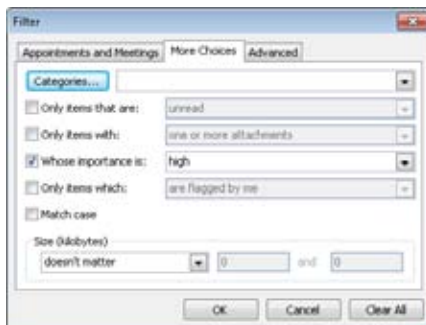 Filter
Appointments and Meetings More Choices Advanced
Categories...
Only items that are: unread
Only items with: one or more attachments
Whose importance is: high
Only items which: are flagged by me
Match case
Size (kilobytes)
doesn't matter 0 and 0
OK Cancel Clear All